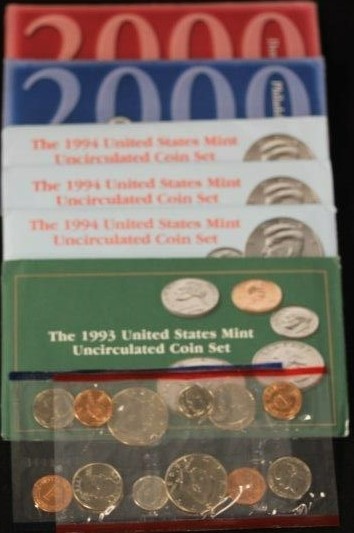 2000
2000
The 1994 United States Mint
Uncirculated Coin Set
The 1994 United States Mint
Uncirculated Coin Set
The 1994 United States Mint
Uncirculated Coin Set
The 1993 United States Mint
Uncirculated Coin Set